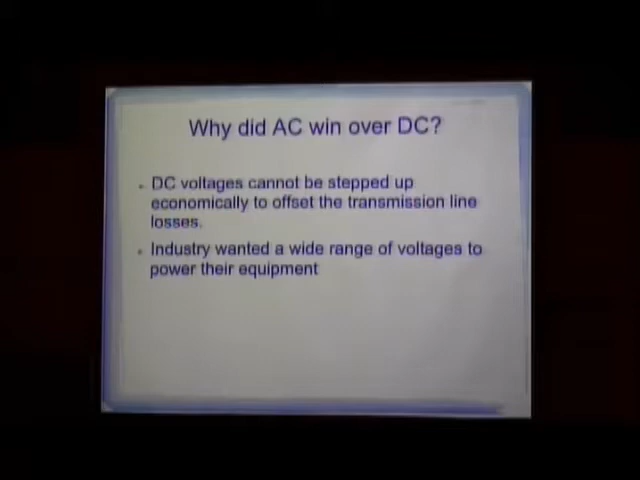 Why did AC win over DC?
DC voltages cannot be stepped up
economically to offset the transmission line
losses.
Industry wanted a wide range of voltages to
power their equipment